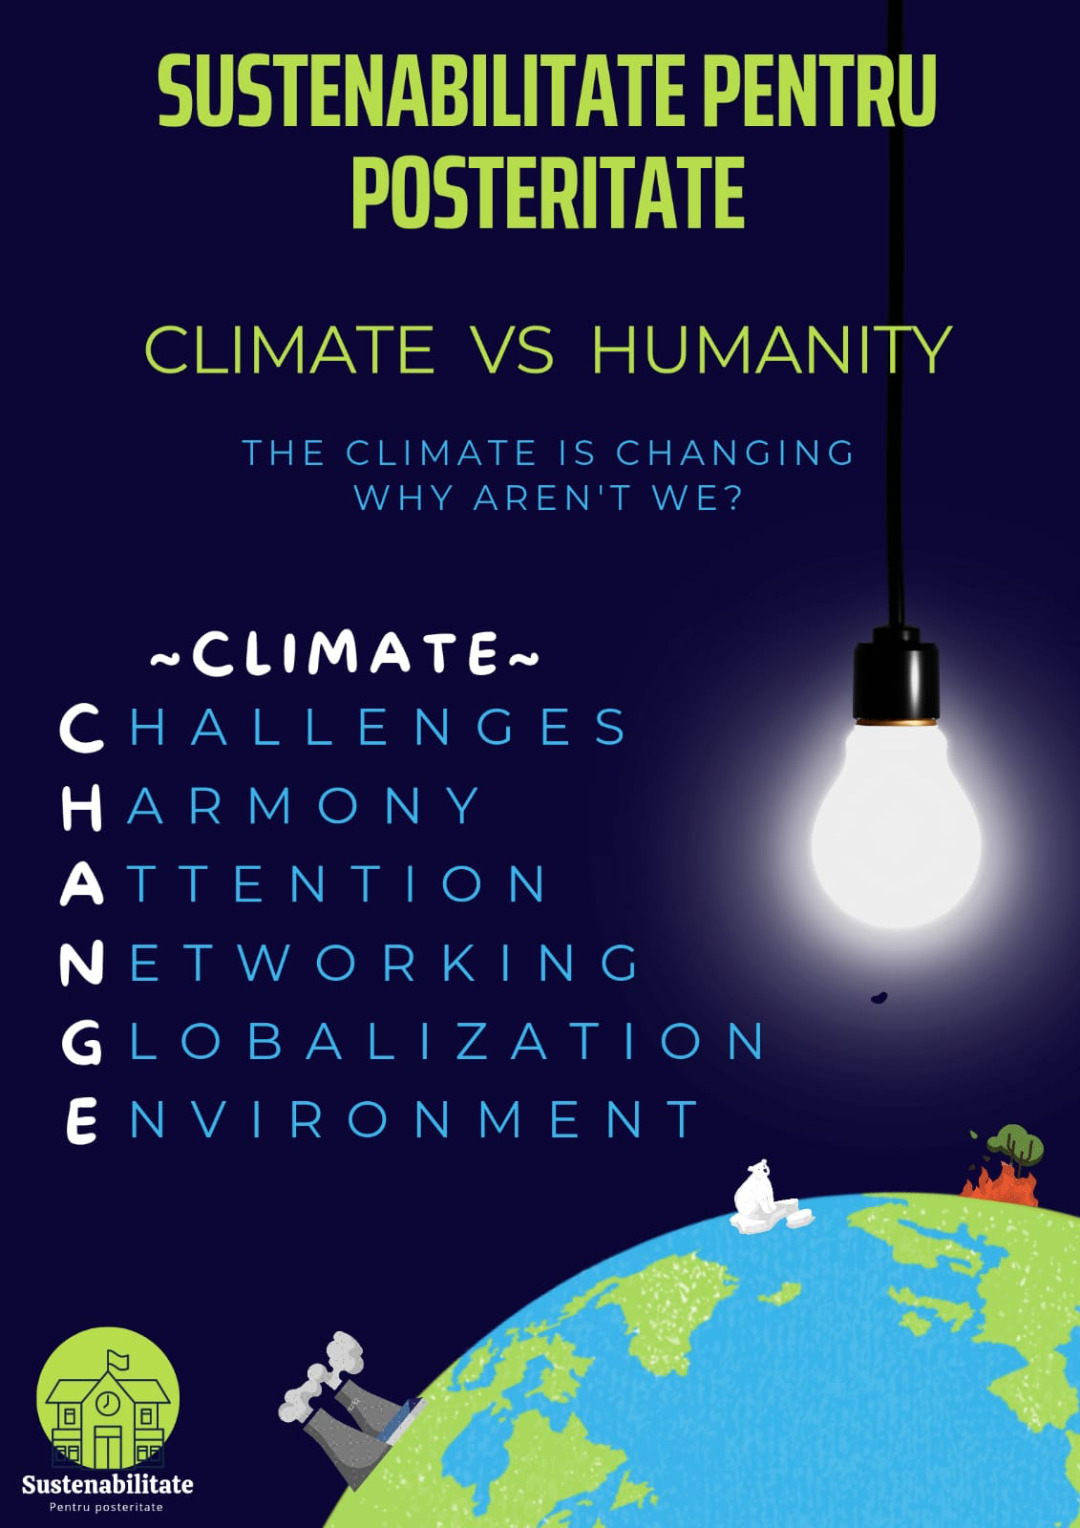 SUSTENABILITATE PENTRU
POSTERITATE
CLIMATE VS HUMANITY
THE CLIMATE IS CHANGING
WHY AREN'T WE?
~CLIMATE~
CHALLENGES
HARMONY
ATTENTION
NETWORKING
GLOBALIZATION
ENVIRONMENT
Sustenabilitate
Pentru posteritate